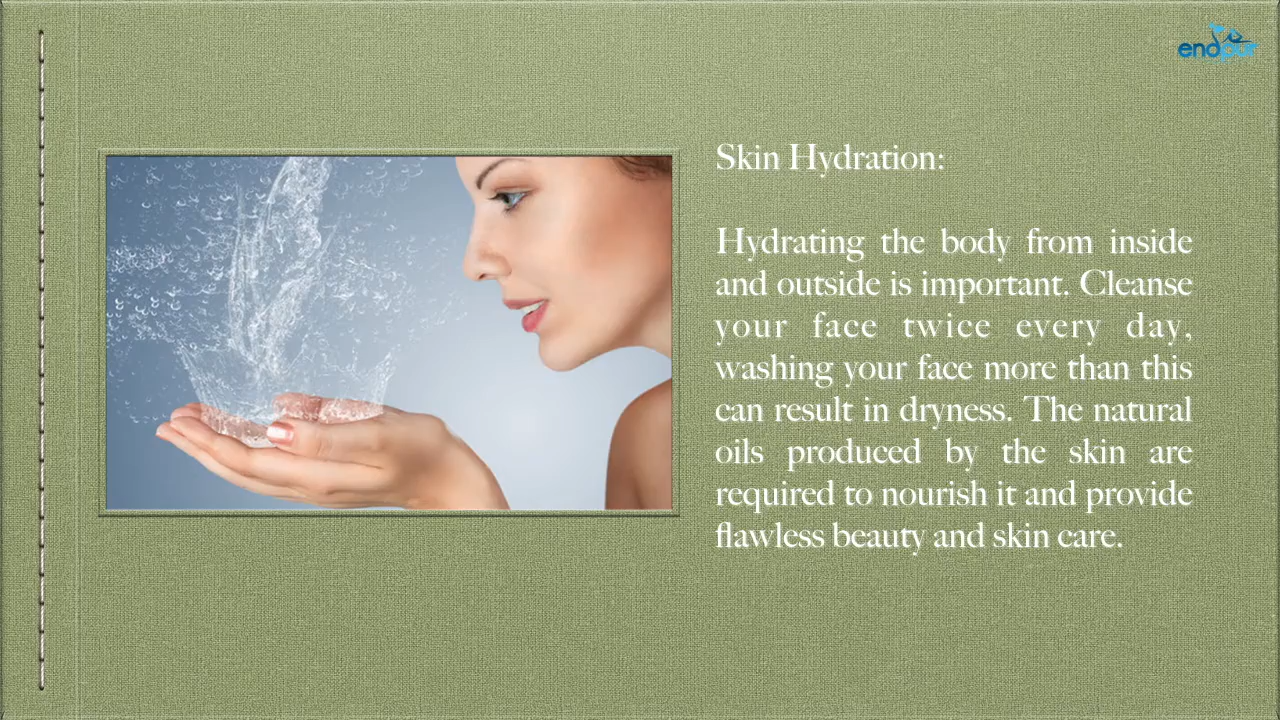 endpur
Skin Hydration:
Hydrating the body from inside
and outside is important. Cleanse
your face twice every day,
washing your face more than this
can result in dryness. The natural
oils produced by the skin are
required to nourish it and provide
flawless beauty and skin care.